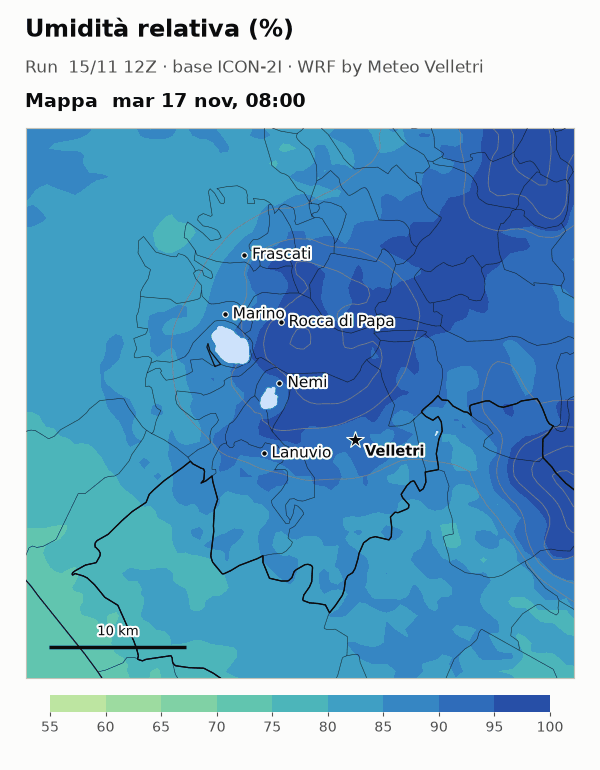 Umidità relativa (%)
Run  15/11 12Z · base ICON-2I · WRF by Meteo Velletri
Mappa  mar 17 nov, 08:00
Frascati
Marino
Rocca di Papa
Nemi
Velletri
Lanuvio
10 km
55 60 65 70 75 80 85 90 95 100